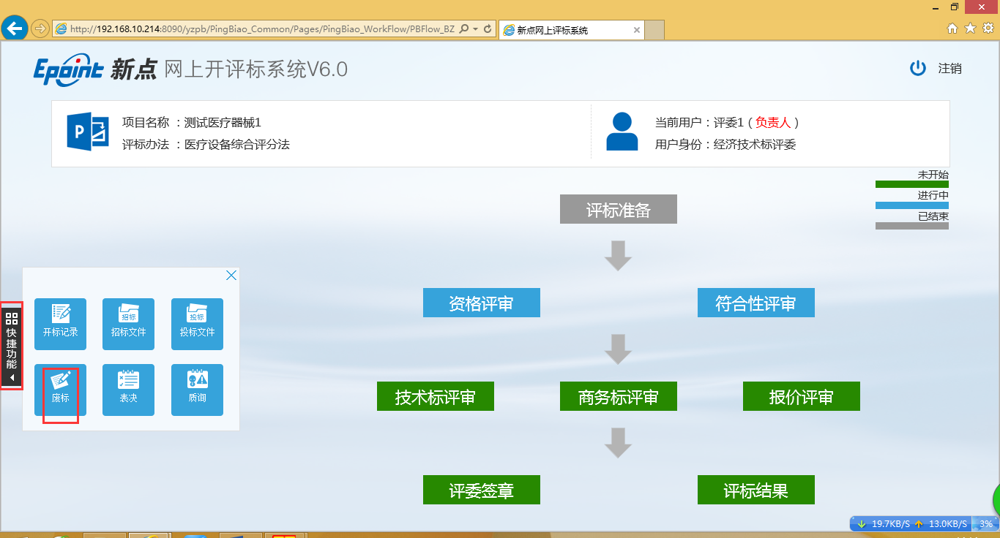 http://192.168.10.214:8090/yzpb/PingBiao_Common/Pages/PingBiao_WorkFlow/PBFlow_BZ
新点网上评标系统
Epoint 新点 网上开评标系统V6.0
注销
项目名称 ：测试医疗器械1
评标办法 ：医疗设备综合评分法
当前用户：评委1（负责人）
用户身份：经济技术标评委
未开始
进行中
已结束
评标准备
资格评审
符合性评审
技术标评审
商务标评审
报价评审
评委签章
评标结果
快捷功能
开标记录
招标
招标文件
投标
投标文件
废标
表决
质询
19.7KB/S 13.0KB/S 3%